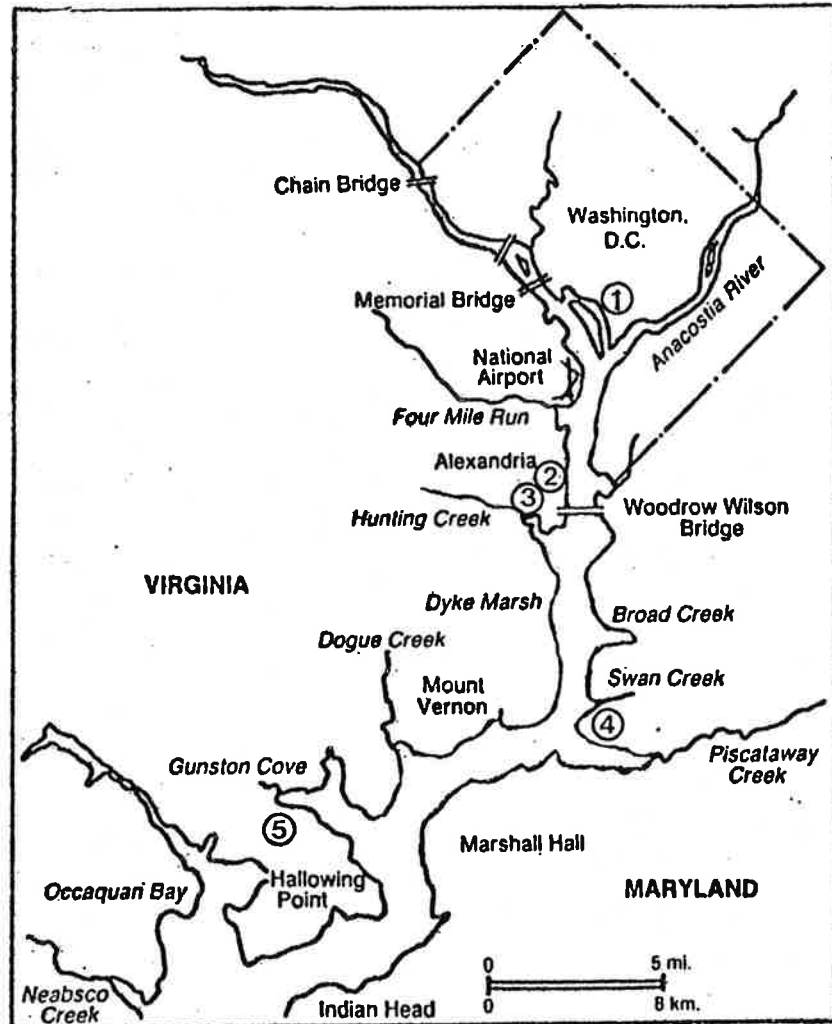 Chain Bridge
Washington,
D.C.
Memorial Bridge
①
Anacostia River
National
Airport
Four Mile Run
Alexandria
②
③
Hunting Creek
Woodrow Wilson
Bridge
VIRGINIA
Dyke Marsh
Broad Creek
Dogue Creek
Swan Creek
Mount
Vernon
④
Piscataway
Creek
Gunston Cove
⑤
Marshall Hall
Hallowing
Point
Occaquan Bay
MARYLAND
0 5 mi.
0 8 km.
Neabsco
Creek
Indian Head